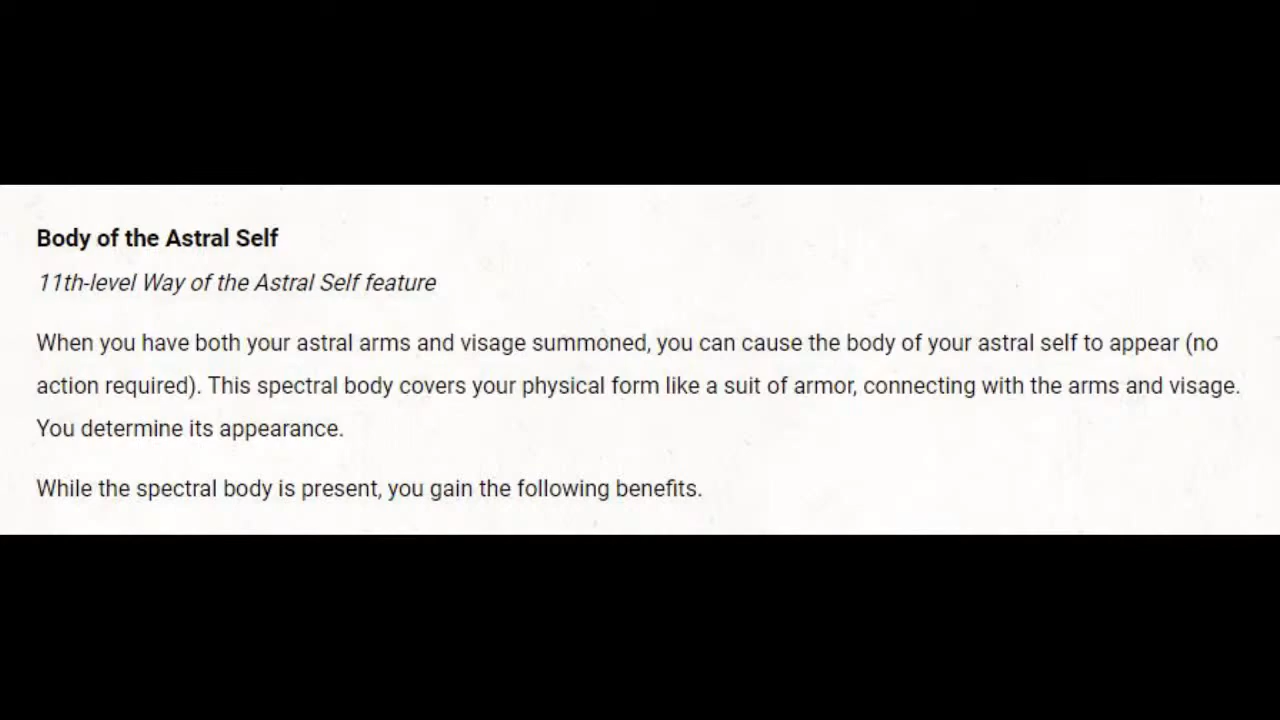 Body of the Astral Self
11th-level Way of the Astral Self feature
When you have both your astral arms and visage summoned, you can cause the body of your astral self to appear (no
action required). This spectral body covers your physical form like a suit of armor, connecting with the arms and visage.
You determine its appearance.
While the spectral body is present, you gain the following benefits.